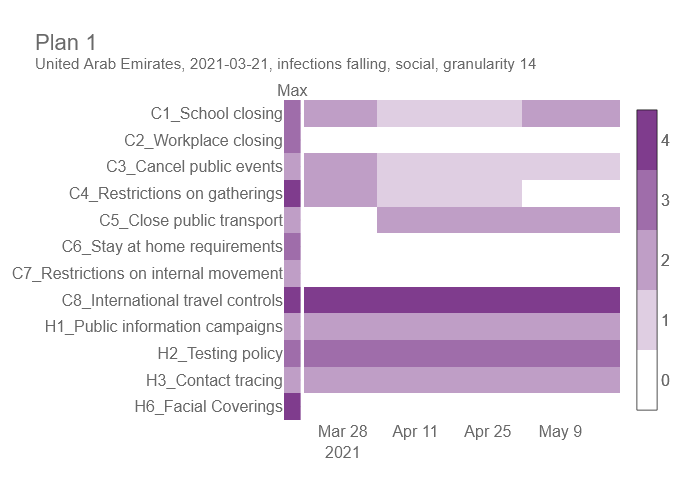 Plan 1
United Arab Emirates, 2021-03-21, infections falling, social, granularity 14
Max
C1_School closing
C2_Workplace closing
C3_Cancel public events
C4_Restrictions on gatherings
C5_Close public transport
C6_Stay at home requirements
C7_Restrictions on internal movement
C8_International travel controls
H1_Public information campaigns
H2_Testing policy
H3_Contact tracing
H6_Facial Coverings
Mar 28 Apr 11 Apr 25 May 9
2021
4
3
2
1
0